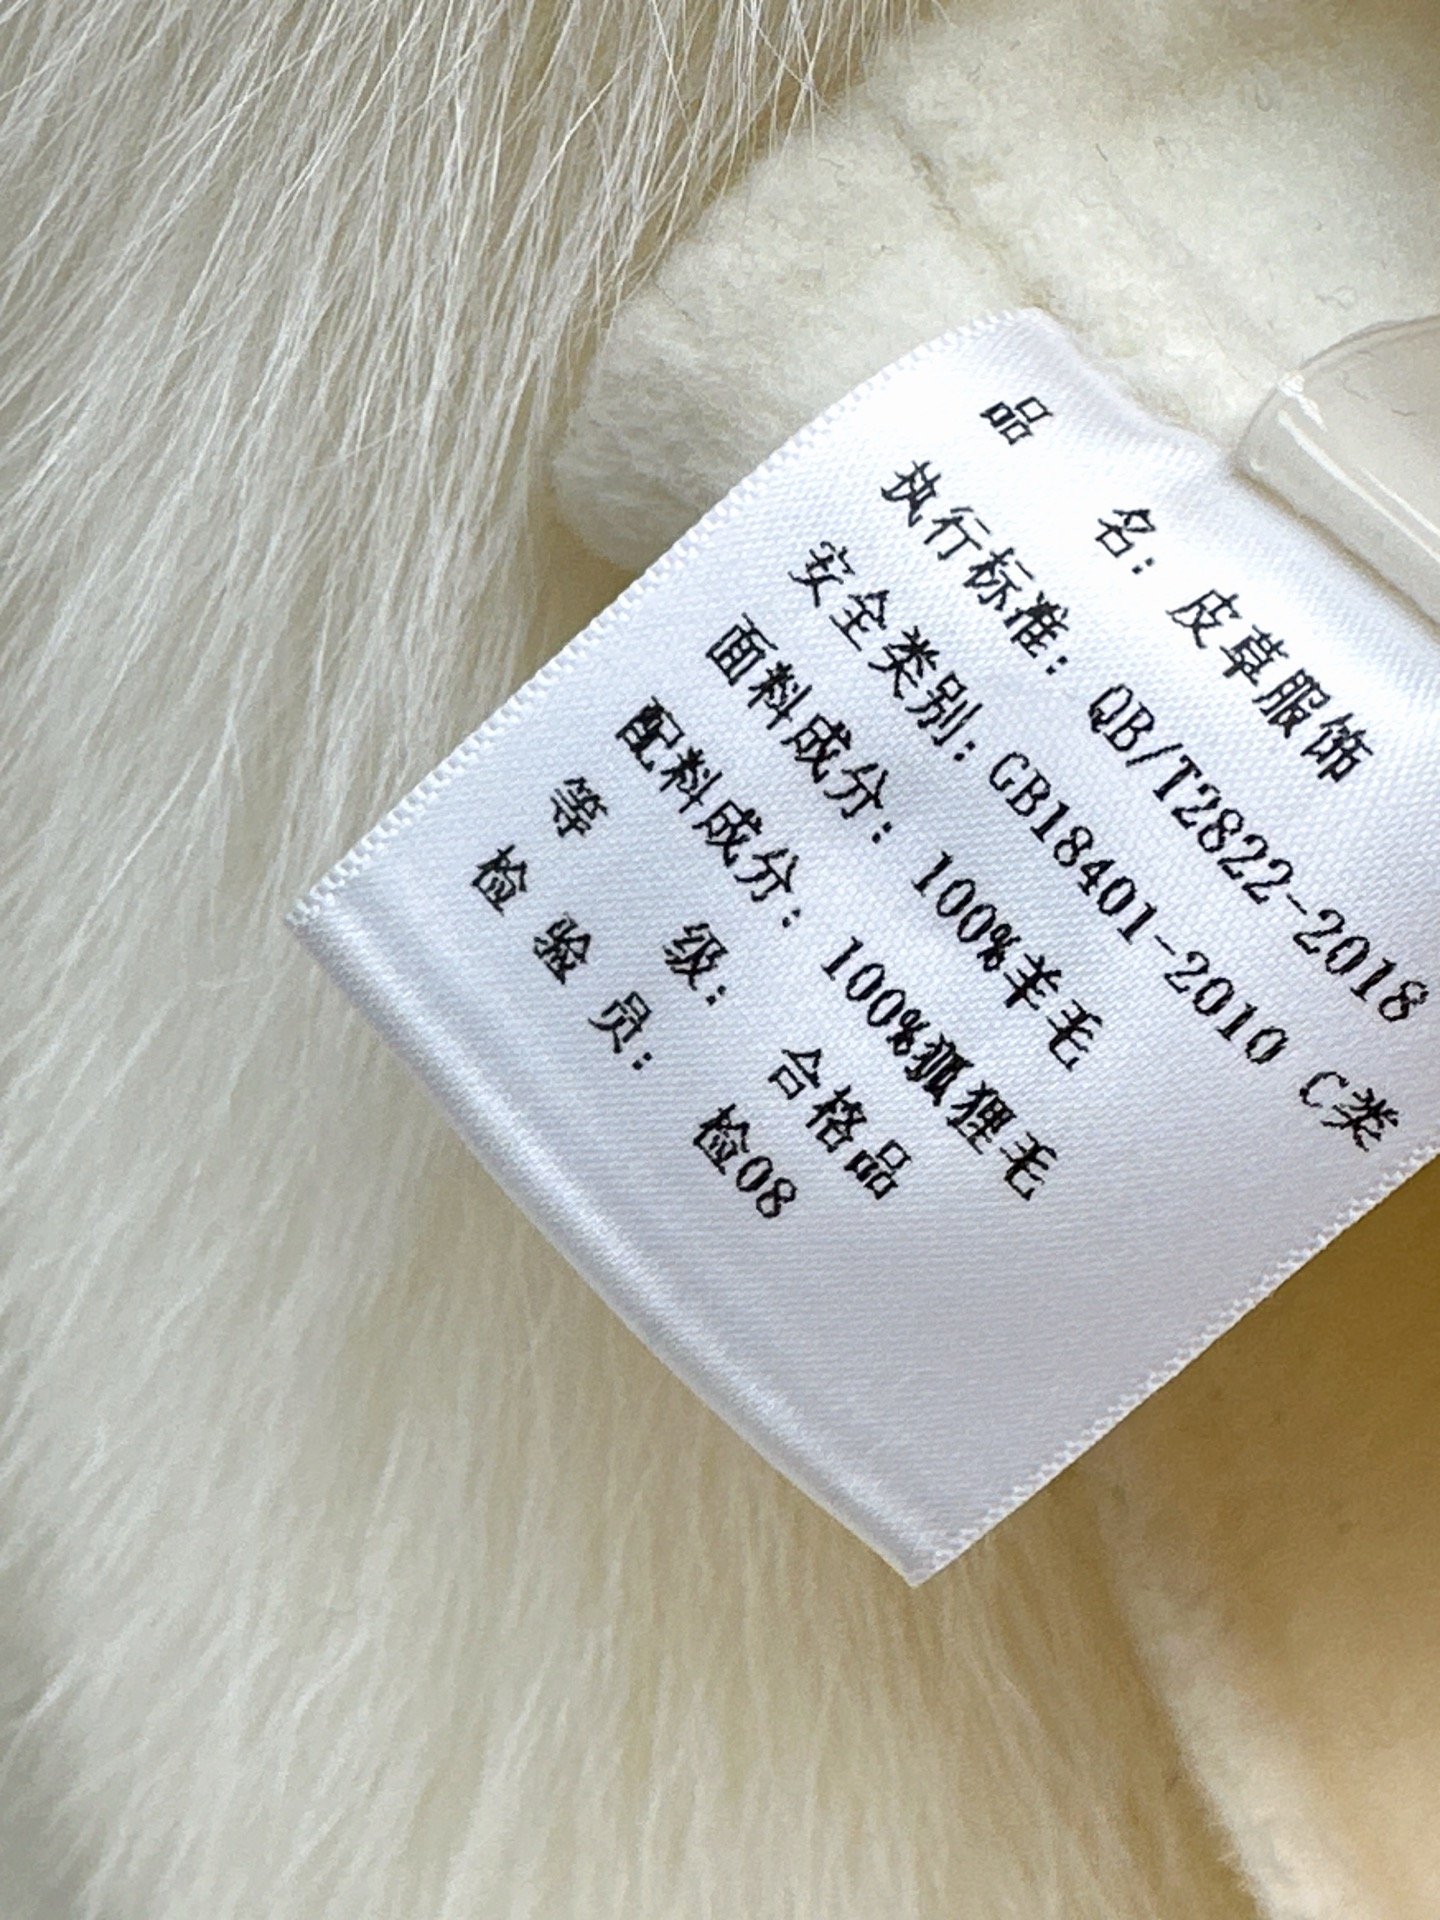 品 名: 皮草服饰
执行标准: QB/T2822-2018
安全类别: GB18401-2010 C类
面料成分: 100%羊毛
配料成分: 100%狐狸毛
等 级: 合格品
检 验 员: 检08